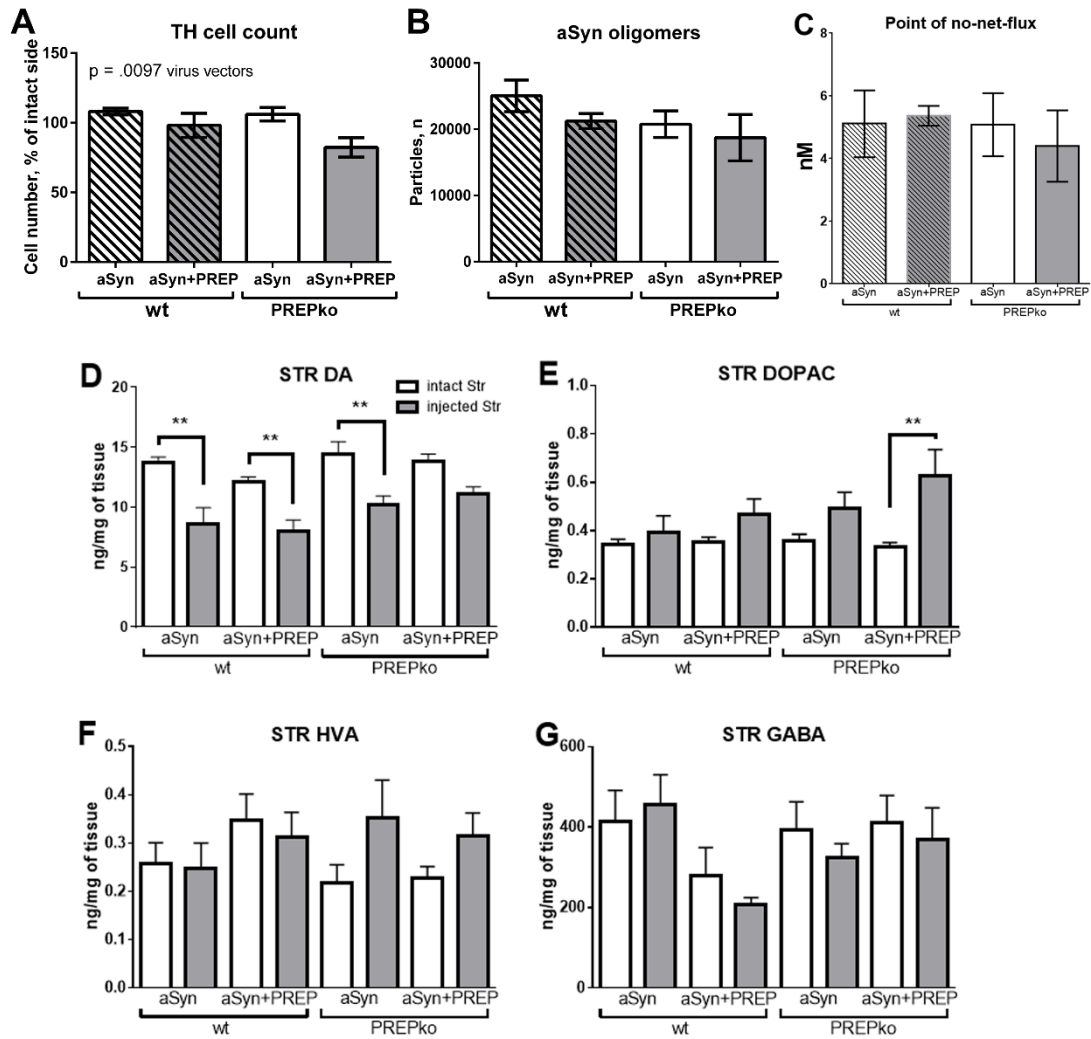 A
TH cell count
Cell number, % of intact side
150
100
50
0
p = .0097 virus vectors
aSyn aSyn+PREP aSyn aSyn+PREP
wt PREPko
B
aSyn oligomers
Particles, n
30000
20000
10000
0
aSyn aSyn+PREP aSyn aSyn+PREP
wt PREPko
C
Point of no-net-flux
nM
8
6
4
2
0
aSyn aSyn+PREP aSyn aSyn+PREP
wt PREPko
D
STR DA
ng/mg of tissue
20
15
10
5
0
intact Str
injected Str
** ** **
aSyn aSyn+PREP aSyn aSyn+PREP
wt PREPko
E
STR DOPAC
ng/mg of tissue
1.0
0.8
0.6
0.4
0.2
0.0
**
aSyn aSyn+PREP aSyn aSyn+PREP
wt PREPko
F
STR HVA
ng/mg of tissue
0.5
0.4
0.3
0.2
0.1
0.0
aSyn aSyn+PREP aSyn aSyn+PREP
wt PREPko
G
STR GABA
ng/mg of tissue
600
400
200
0
aSyn aSyn+PREP aSyn aSyn+PREP
wt PREPko